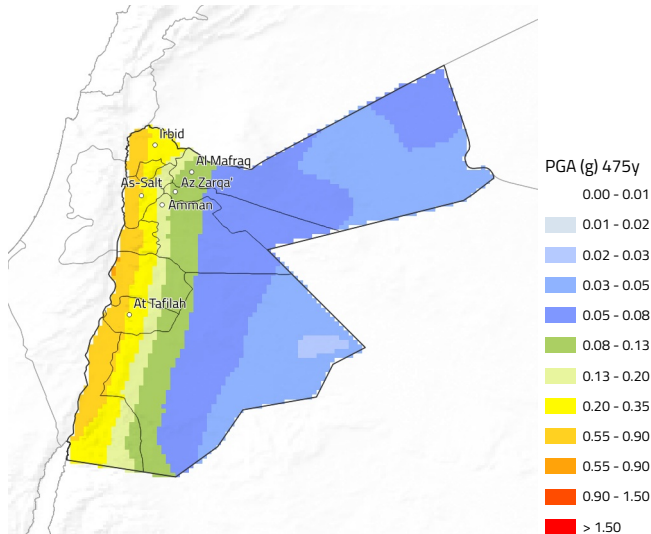 Irbid
Al Mafraq
As-Salt
Az Zarqa'
Amman
At Tafilah
PGA (g) 475y
0.00 - 0.01
0.01 - 0.02
0.02 - 0.03
0.03 - 0.05
0.05 - 0.08
0.08 - 0.13
0.13 - 0.20
0.20 - 0.35
0.55 - 0.90
0.55 - 0.90
0.90 - 1.50
> 1.50